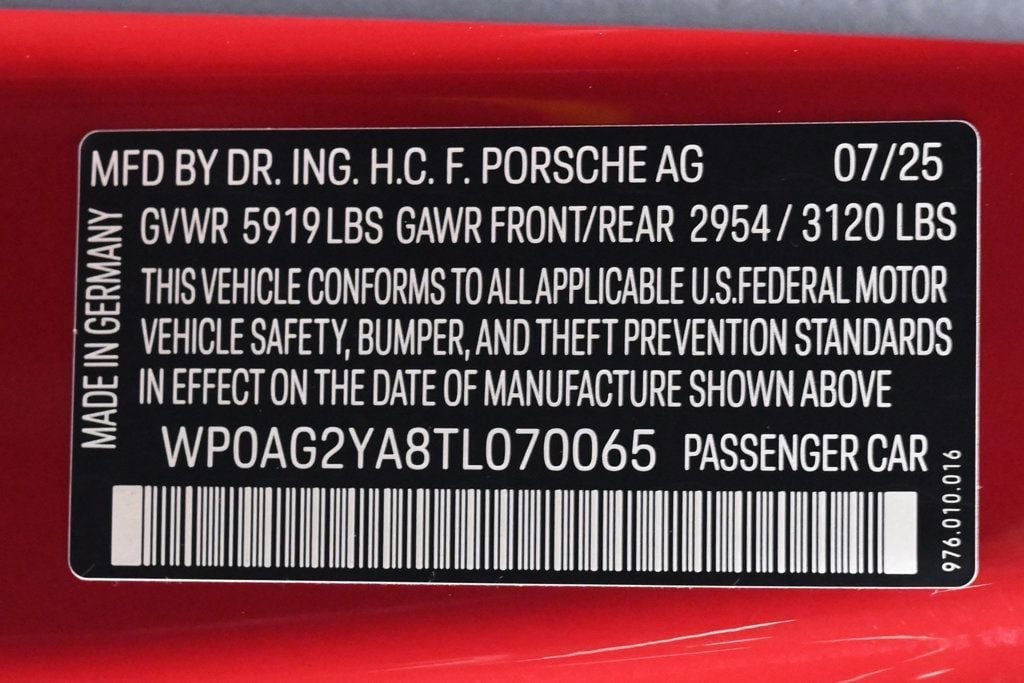 MFD BY DR. ING. H.C. F. PORSCHE AG 07/25
GVWR 5919 LBS GAWR FRONT/REAR 2954 / 3120 LBS
THIS VEHICLE CONFORMS TO ALL APPLICABLE U.S.FEDERAL MOTOR
VEHICLE SAFETY, BUMPER, AND THEFT PREVENTION STANDARDS
IN EFFECT ON THE DATE OF MANUFACTURE SHOWN ABOVE
WP0AG2YA8TL070065 PASSENGER CAR
MADE IN GERMANY
976.010.016